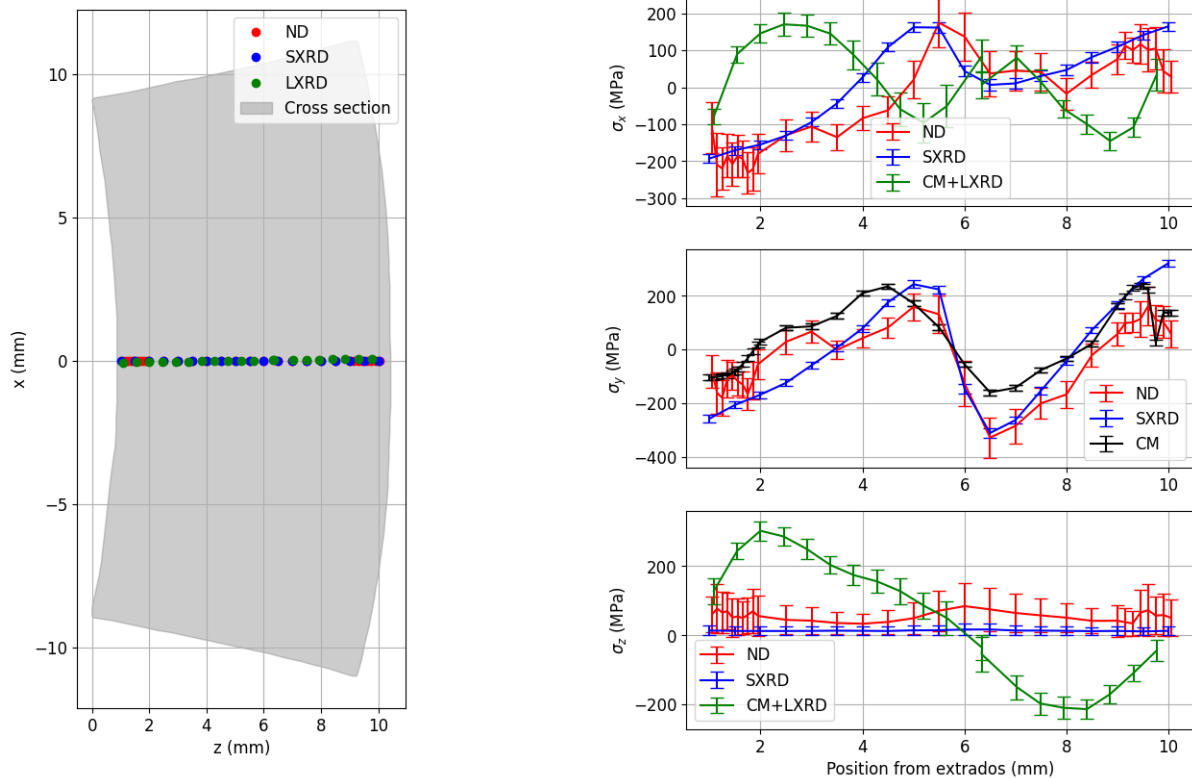 ND
SXRD
LXRD
Cross section
10
5
0
−5
−10
x (mm)
0
2
4
6
8
10
z (mm)
200
100
0
−100
−200
−300
σx (MPa)
ND
SXRD
CM+LXRD
2
4
6
8
10
200
0
−200
−400
σy (MPa)
ND
SXRD
CM
2
4
6
8
10
200
0
−200
σz (MPa)
ND
SXRD
CM+LXRD
2
4
6
8
10
Position from extrados (mm)